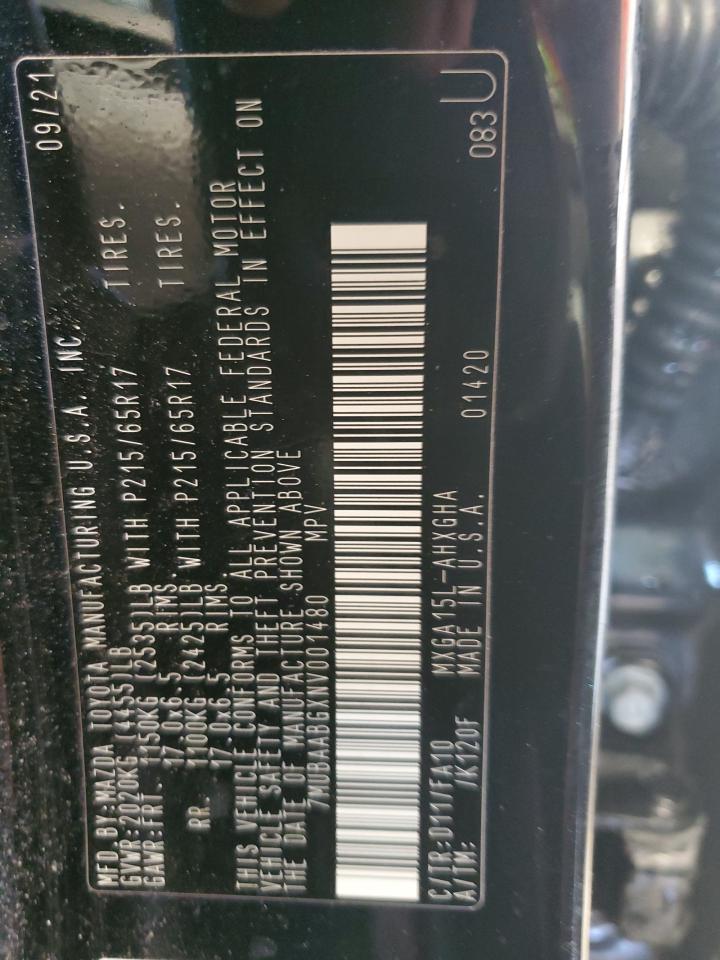 MFD.BY:MAZDA TOYOTA MANUFACTURING U.S.A. INC. 09/21
GVWR:2020KG (4455)LB
GAWR:FRT. 1150KG (2535)LB WITH P215/65R17 TIRES.
17.0X6.5 RIMS.
RR. 1100KG (2425)LB WITH P215/65R17 TIRES.
17.0X6.5 RIMS
THIS VEHICLE CONFORMS TO ALL APPLICABLE FEDERAL MOTOR
VEHICLE SAFETY AND THEFT PREVENTION STANDARDS IN EFFECT ON
THE DATE OF MANUFACTURE SHOWN ABOVE
7MUBAABGXNV001480 MPV
C/TR:D117/FA10 MXGA15L-AHXGHA 01420 083
A/TM: /K120F MADE IN U.S.A. U